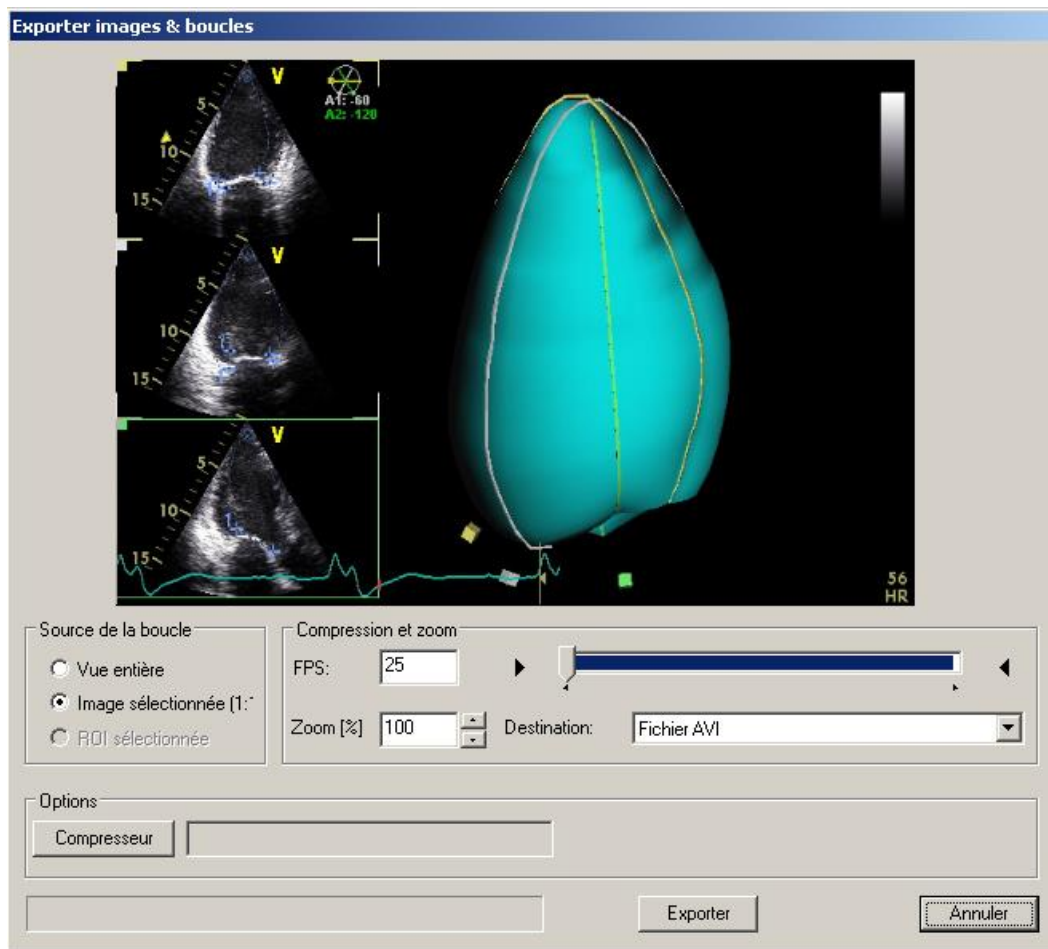 Exporter images & boucles
V
A1: -60
A2: -120
5
10
15
V
5
10
15
V
5
10
15
56
HR
Source de la boucle
Vue entière
Image sélectionnée (1:1
ROI sélectionnée
Compression et zoom
FPS: 25
Zoom [%] 100 Destination: Fichier AVI
Options
Compresseur
Exporter Annuler